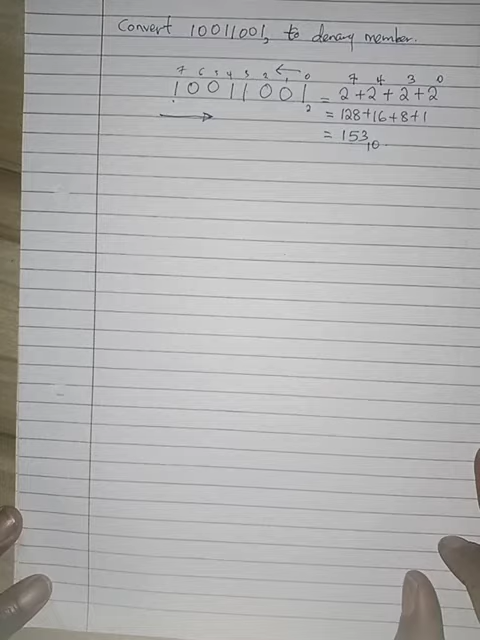 Convert 10011001₂ to denary member.
7 6 5 4 3 2 1 0
10011001₂ = 2⁷+2⁴+2³+2⁰
= 128+16+8+1
= 153₁₀